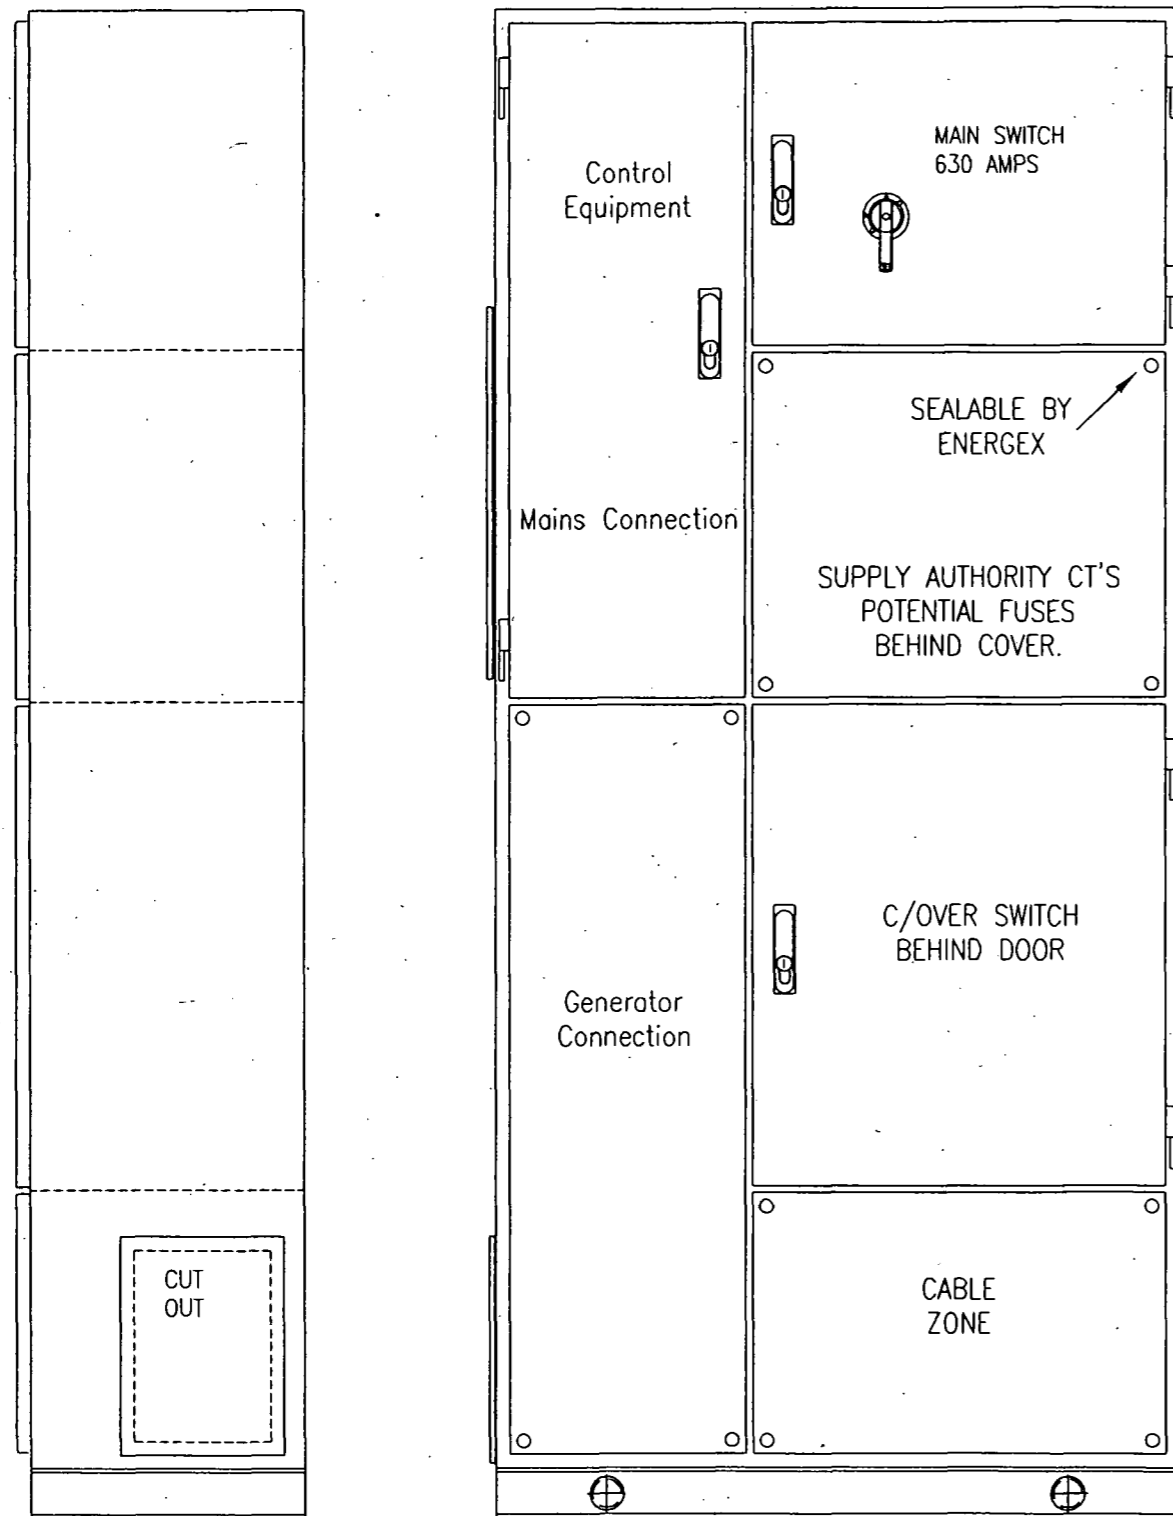 Control
Equipment
MAIN SWITCH
630 AMPS
SEALABLE BY
ENERGEX
Mains Connection
SUPPLY AUTHORITY CT'S
POTENTIAL FUSES
BEHIND COVER.
C/OVER SWITCH
BEHIND DOOR
Generator
Connection
CUT
OUT
CABLE
ZONE